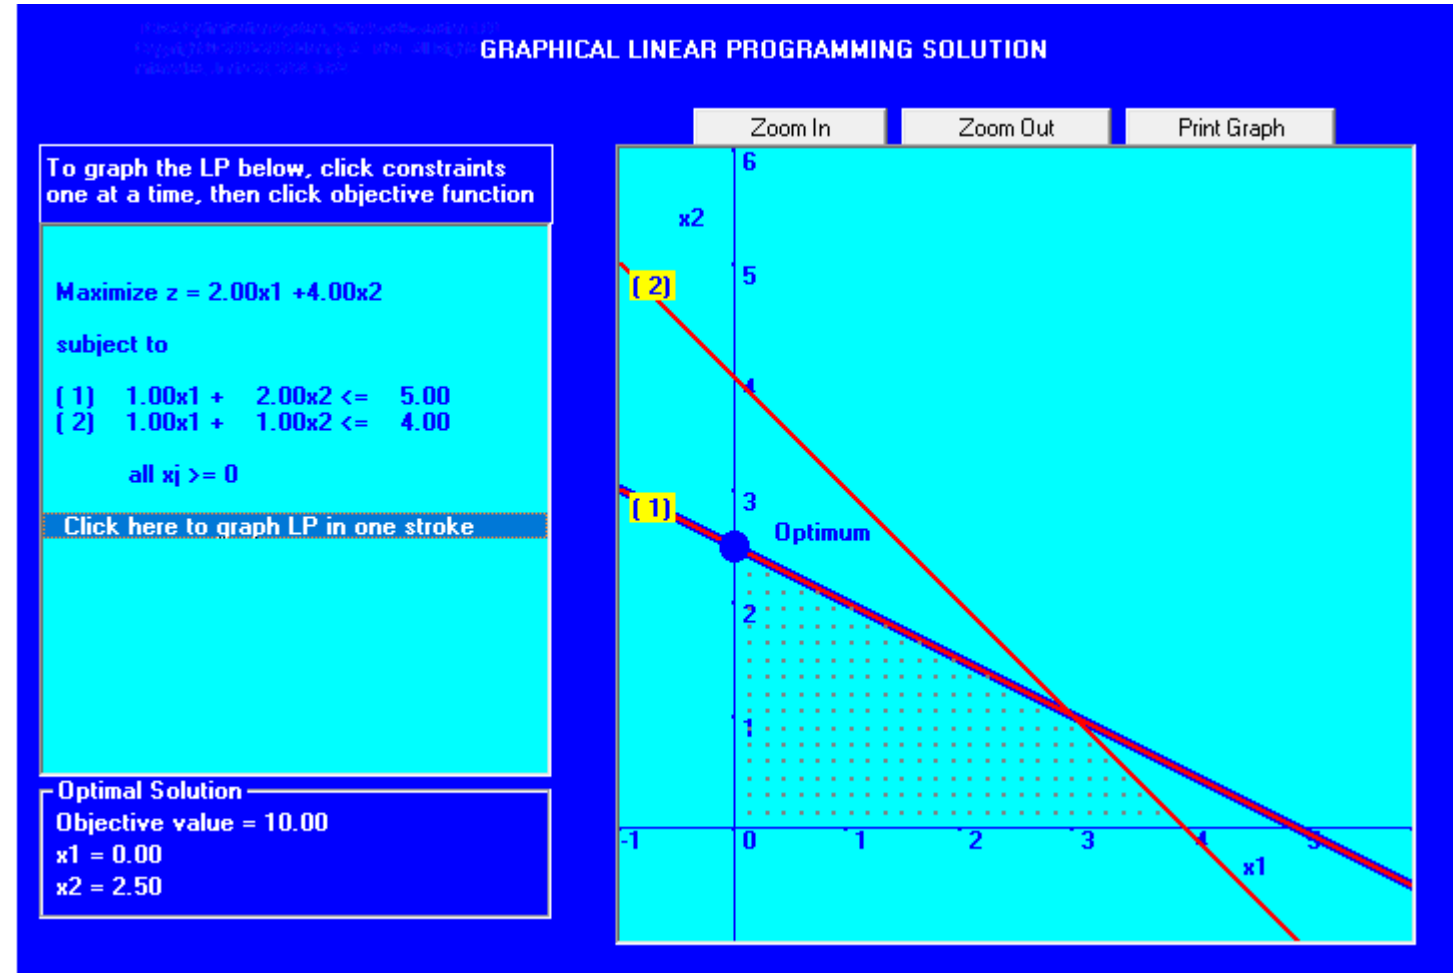 GRAPHICAL LINEAR PROGRAMMING SOLUTION
Zoom In
Zoom Out
Print Graph
To graph the LP below, click constraints
one at a time, then click objective function
Maximize z = 2.00x1 +4.00x2
subject to
( 1) 1.00x1 + 2.00x2 <= 5.00
( 2) 1.00x1 + 1.00x2 <= 4.00
all xj >= 0
Click here to graph LP in one stroke
Optimal Solution
Objective value = 10.00
x1 = 0.00
x2 = 2.50
6
x2
5
( 2)
4
3
( 1)
Optimum
2
1
-1 0 1 2 3 4 5
x1